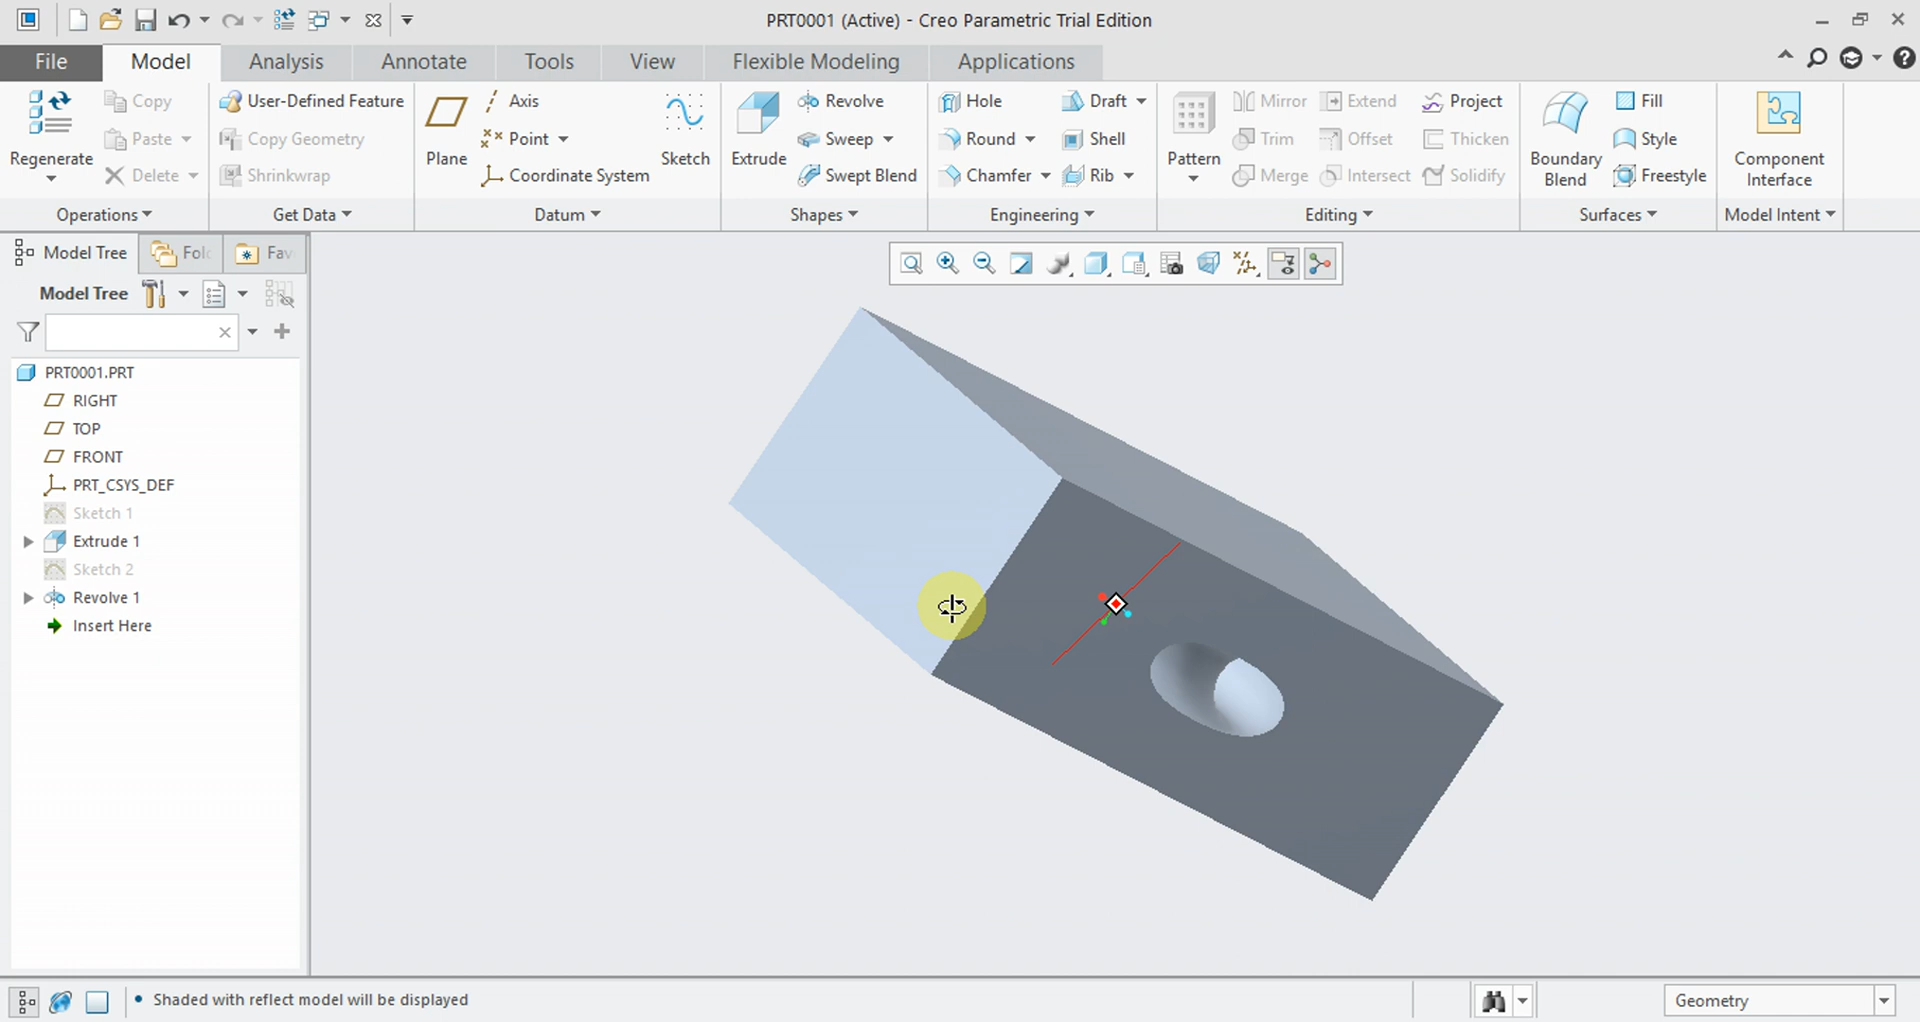 PRT0001 (Active) - Creo Parametric Trial Edition
File Model Analysis Annotate Tools View Flexible Modeling Applications
Regenerate
Copy
Paste
Delete
Operations
User-Defined Feature
Copy Geometry
Shrinkwrap
Get Data
Plane
Axis
Point
Coordinate System
Sketch
Datum
Extrude
Revolve
Sweep
Swept Blend
Shapes
Hole
Round
Chamfer
Draft
Shell
Rib
Engineering
Pattern
Mirror
Trim
Merge
Extend
Offset
Intersect
Project
Thicken
Solidify
Editing
Boundary
Blend
Fill
Style
Freestyle
Surfaces
Component
Interface
Model Intent
Model Tree Fol Fav
Model Tree
PRT0001.PRT
RIGHT
TOP
FRONT
PRT_CSYS_DEF
Sketch 1
Extrude 1
Sketch 2
Revolve 1
Insert Here
• Shaded with reflect model will be displayed
Geometry